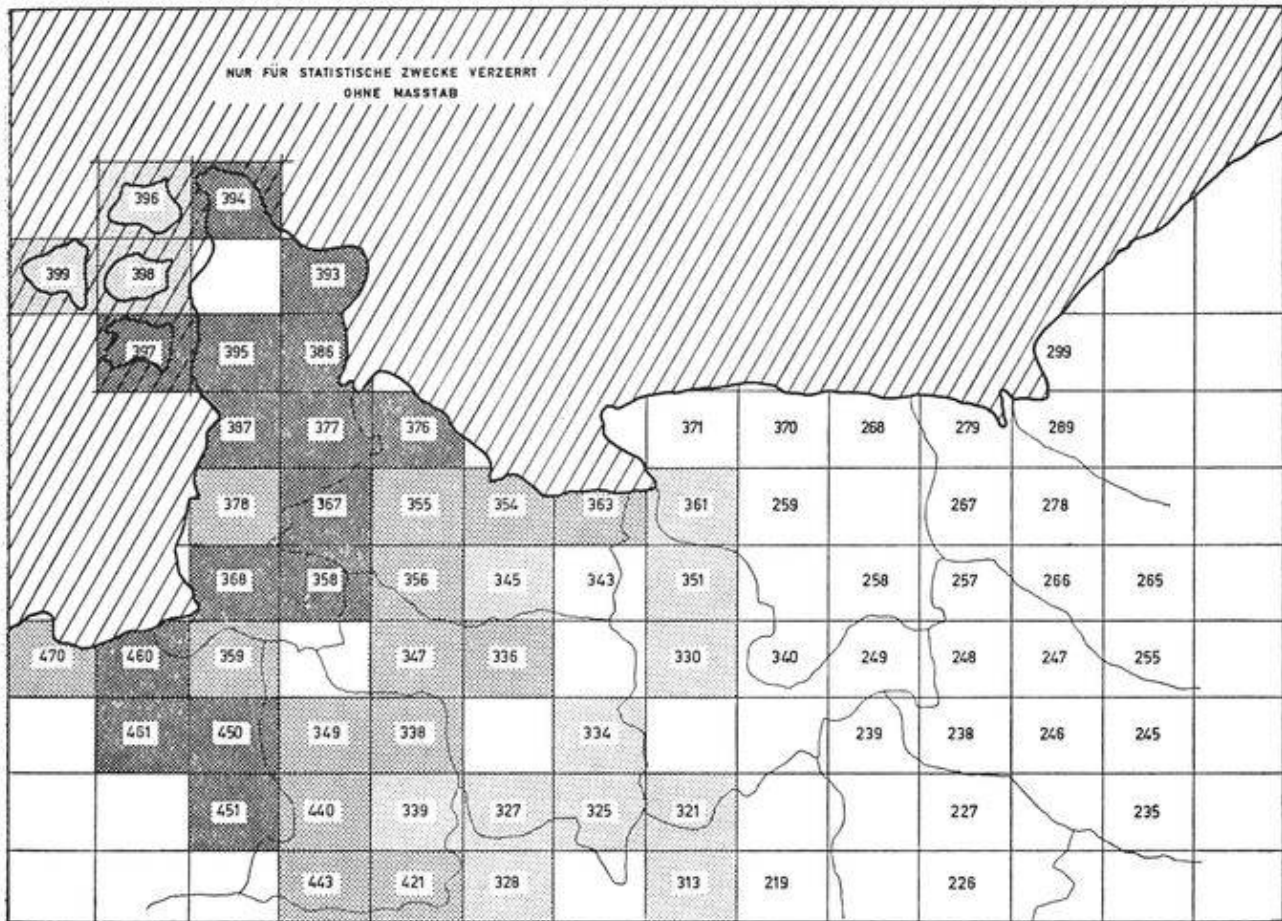 NUR FÜR STATISTISCHE ZWECKE VERZERRT
OHNE MASSTAB
396 394
399 398 393
397 395 386 299
387 377 376 371 370 268 279 289
378 367 355 354 363 361 259 267 278
368 358 356 345 343 351 258 257 266 265
470 460 359 347 336 330 340 249 248 247 255
461 450 349 338 334 239 238 246 245
451 440 339 327 325 321 227 235
443 421 328 313 219 226